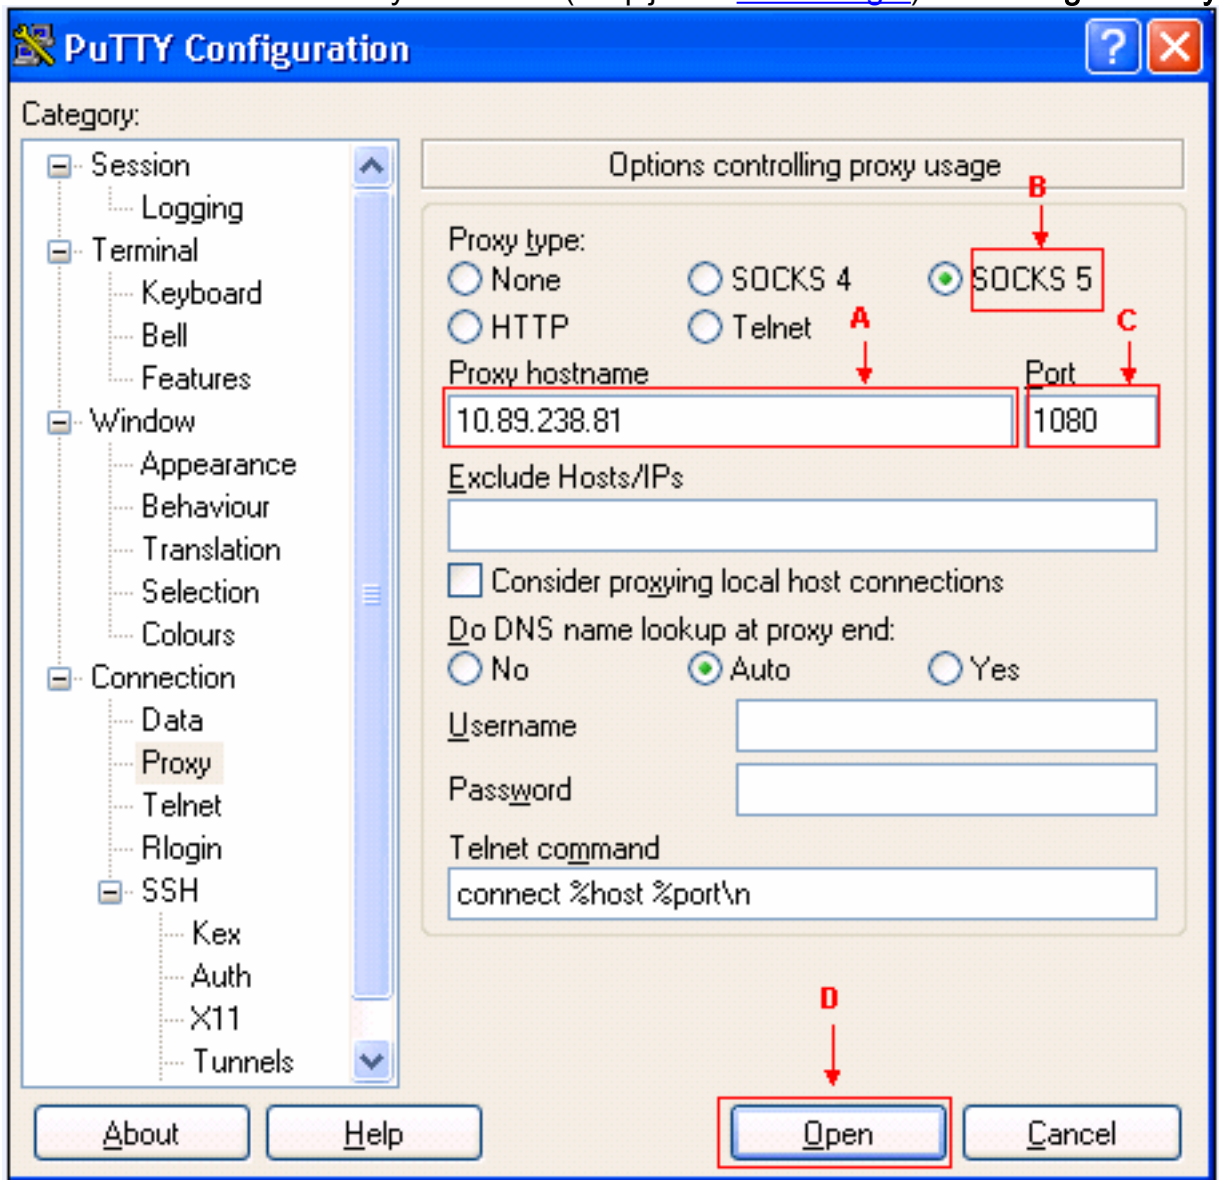 PuTTY Configuration
Category:
Session
Logging
Terminal
Keyboard
Bell
Features
Window
Appearance
Behaviour
Translation
Selection
Colours
Connection
Data
Proxy
Telnet
Rlogin
SSH
Kex
Auth
X11
Tunnels
Options controlling proxy usage
B
Proxy type:
None SOCKS 4 SOCKS 5
HTTP Telnet
A
C
Proxy hostname Port
10.89.238.81 1080
Exclude Hosts/IPs
Consider proxying local host connections
Do DNS name lookup at proxy end:
No Auto Yes
Username
Password
Telnet command
connect %host %port\n
D
About Help Open Cancel